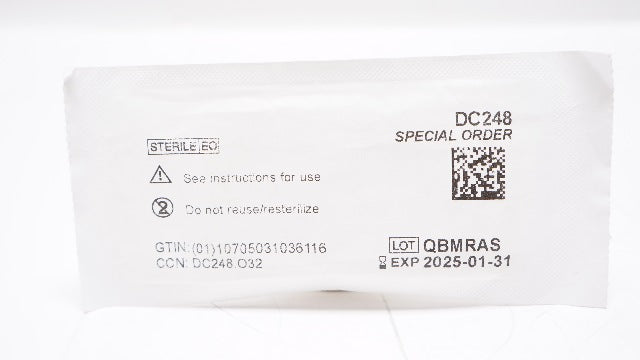 DC248
SPECIAL ORDER
STERILE EO
See instructions for use
Do not reuse/resterilize
GTIN: (01)10705031036116
CCN: DC248.O32
LOT QBMRAS
EXP 2025-01-31